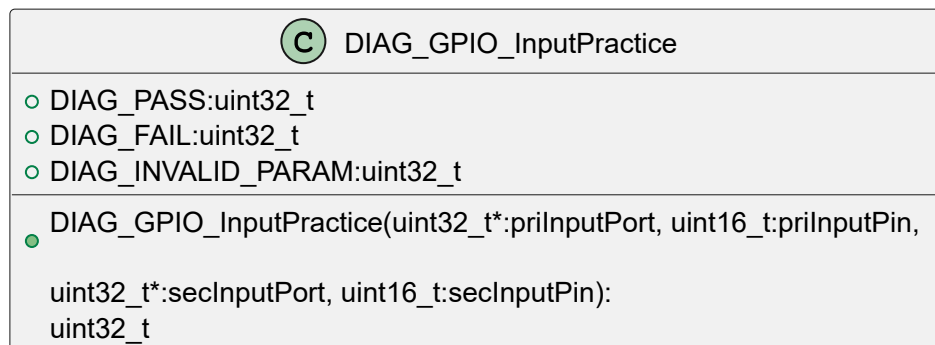 C DIAG_GPIO_InputPractice
DIAG_PASS:uint32_t
DIAG_FAIL:uint32_t
DIAG_INVALID_PARAM:uint32_t
DIAG_GPIO_InputPractice(uint32_t*:priInputPort, uint16_t:priInputPin,
uint32_t*:secInputPort, uint16_t:secInputPin):
uint32_t